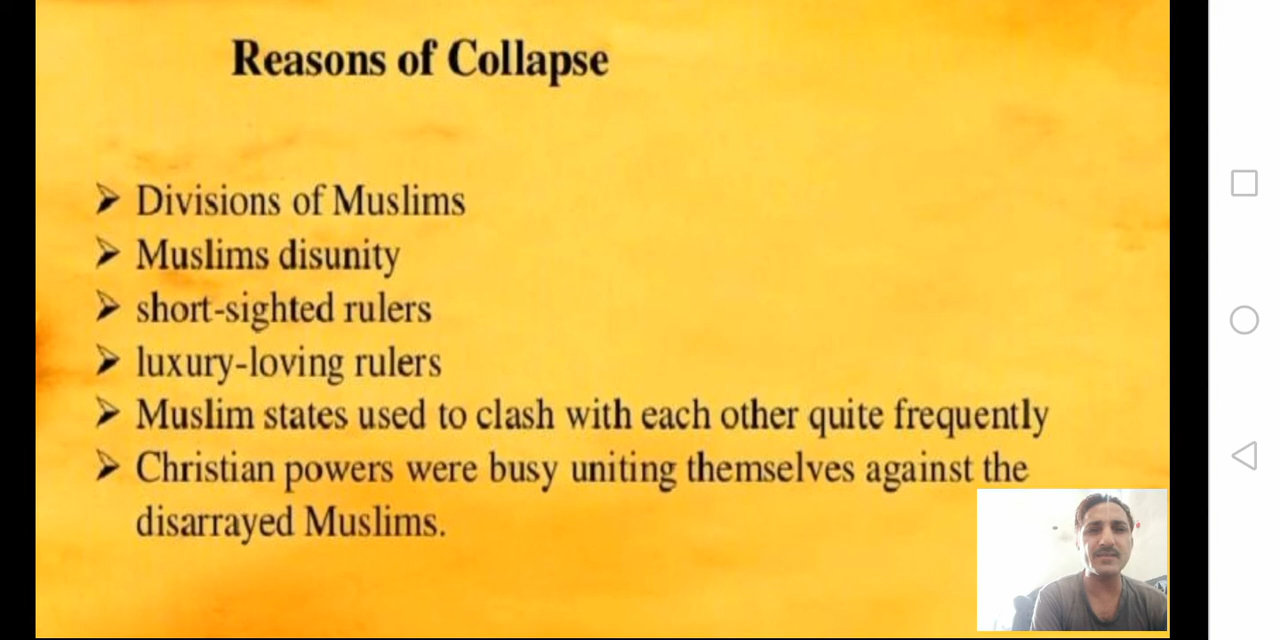 Reasons of Collapse
Divisions of Muslims
Muslims disunity
short-sighted rulers
luxury-loving rulers
Muslim states used to clash with each other quite frequently
Christian powers were busy uniting themselves against the
disarrayed Muslims.